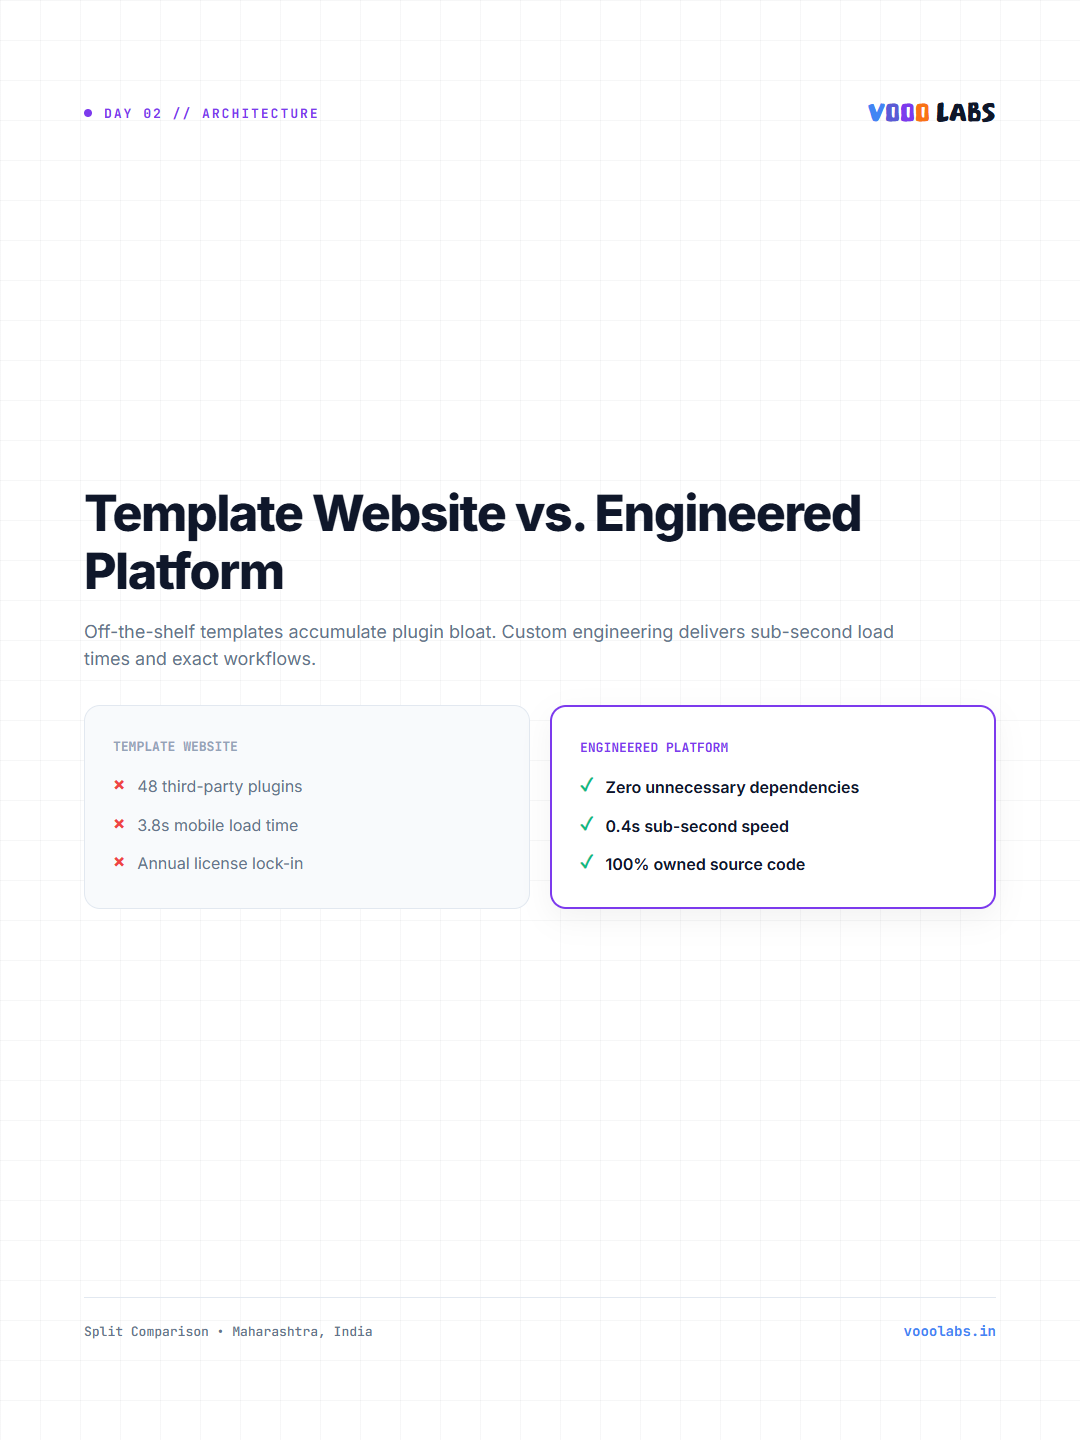 DAY 02 // ARCHITECTURE
VOOO LABS
Template Website vs. Engineered
Platform
Off-the-shelf templates accumulate plugin bloat. Custom engineering delivers sub-second load
times and exact workflows.
TEMPLATE WEBSITE
× 48 third-party plugins
× 3.8s mobile load time
× Annual license lock-in
ENGINEERED PLATFORM
✓ Zero unnecessary dependencies
✓ 0.4s sub-second speed
✓ 100% owned source code
Split Comparison • Maharashtra, India
vooolabs.in